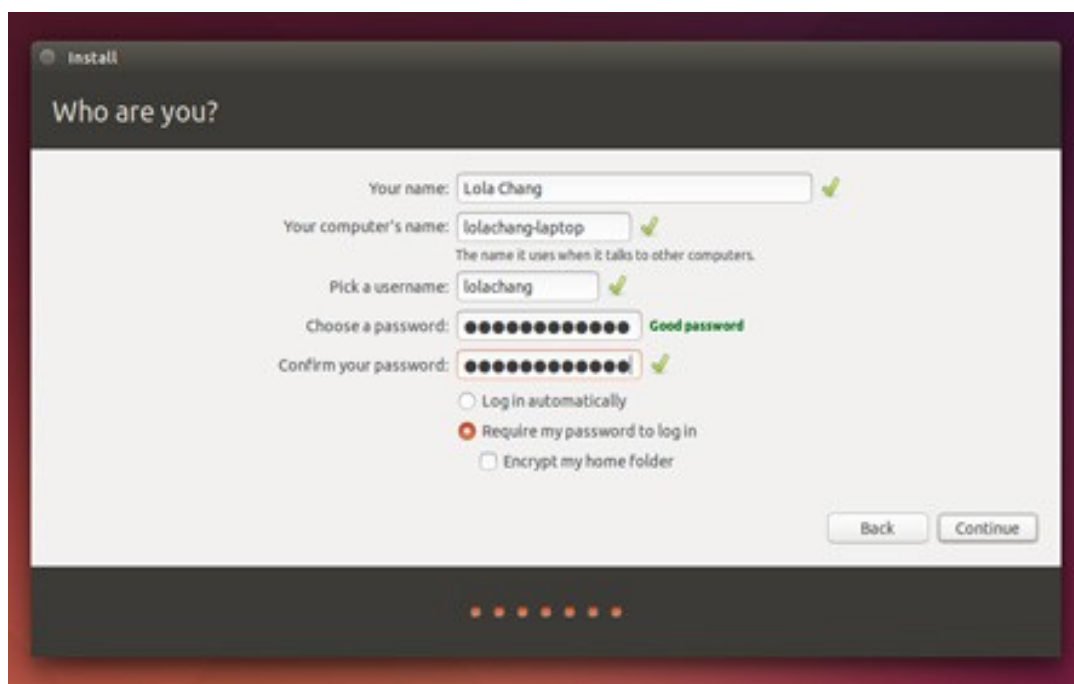 Install
Who are you?
Your name: Lola Chang
Your computer's name: lolachang-laptop
The name it uses when it talks to other computers.
Pick a username: lolachang
Choose a password: ●●●●●●●●●●●● Good password
Confirm your password: ●●●●●●●●●●●●
Log in automatically
Require my password to log in
Encrypt my home folder
Back Continue